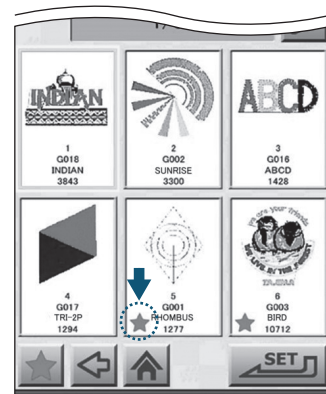 INDIAN
ABCD
1
G018
INDIAN
3843
2
G002
SUNRISE
3300
3
G016
ABCD
1428
4
G017
TRI-2P
1294
5
G001
RHOMBUS
1277
6
G003
BIRD
10712
SET